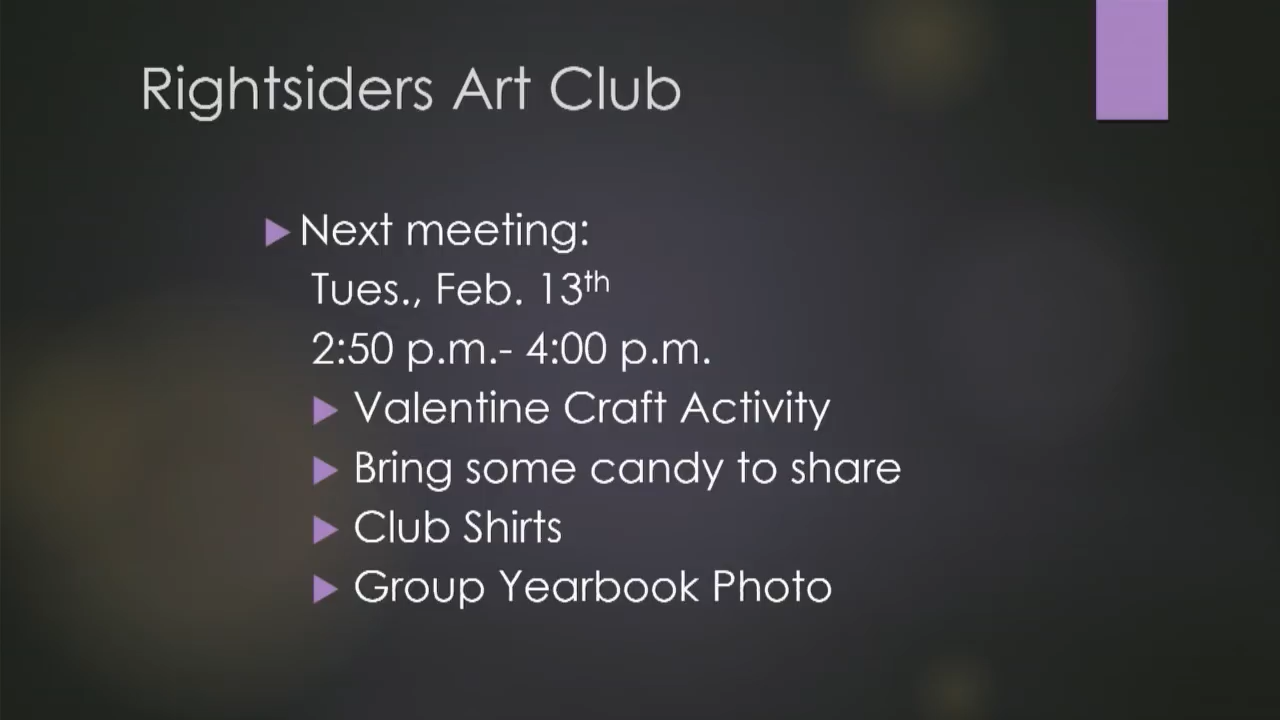 Rightsiders Art Club
Next meeting:
Tues., Feb. 13th
2:50 p.m.- 4:00 p.m.
Valentine Craft Activity
Bring some candy to share
Club Shirts
Group Yearbook Photo